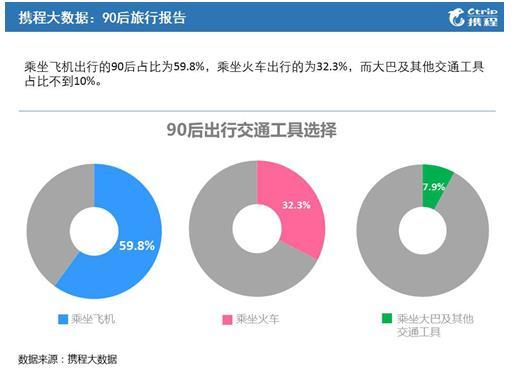 携程大数据：90后旅行报告
Ctrip
携程
乘坐飞机出行的90后占比为59.8%，乘坐火车出行的为32.3%，而大巴及其他交通工具
占比不到10%。
90后出行交通工具选择
59.8%
32.3%
7.9%
乘坐飞机
乘坐火车
乘坐大巴及其他
交通工具
数据来源：携程大数据